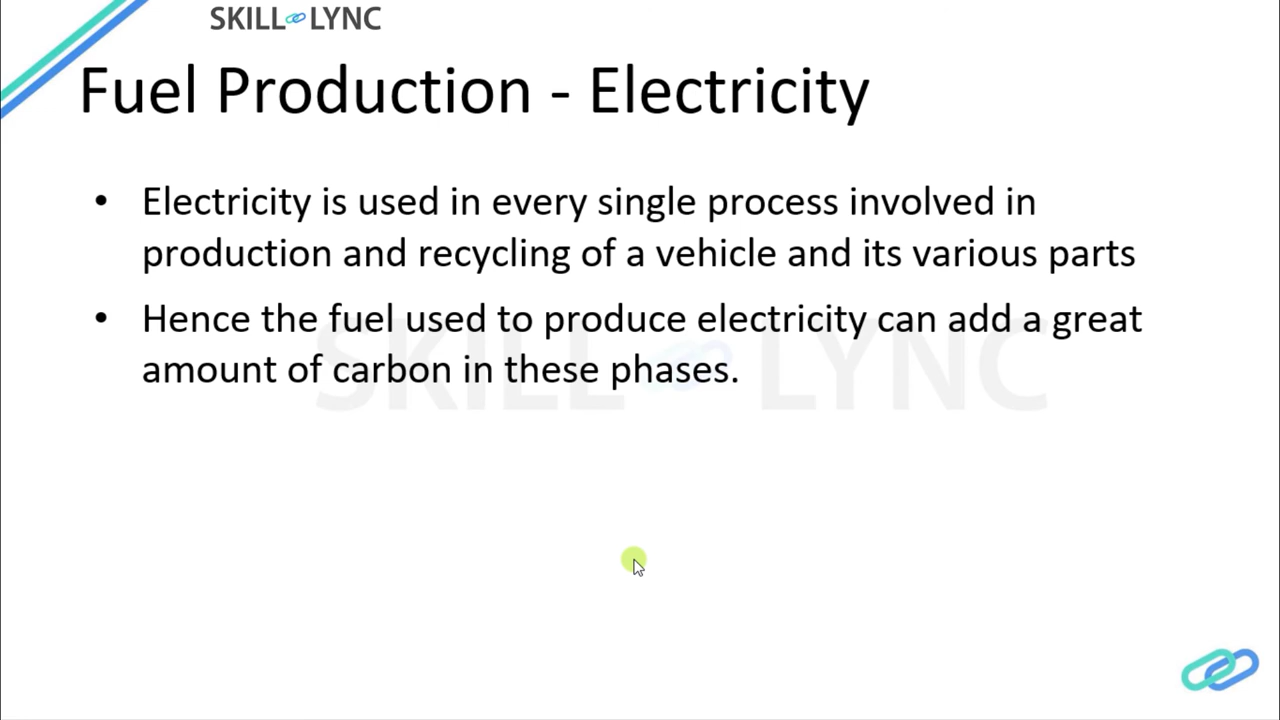 SKILL LYNC
Fuel Production - Electricity
• Electricity is used in every single process involved in
production and recycling of a vehicle and its various parts
• Hence the fuel used to produce electricity can add a great
amount of carbon in these phases.
SKILL LYNC